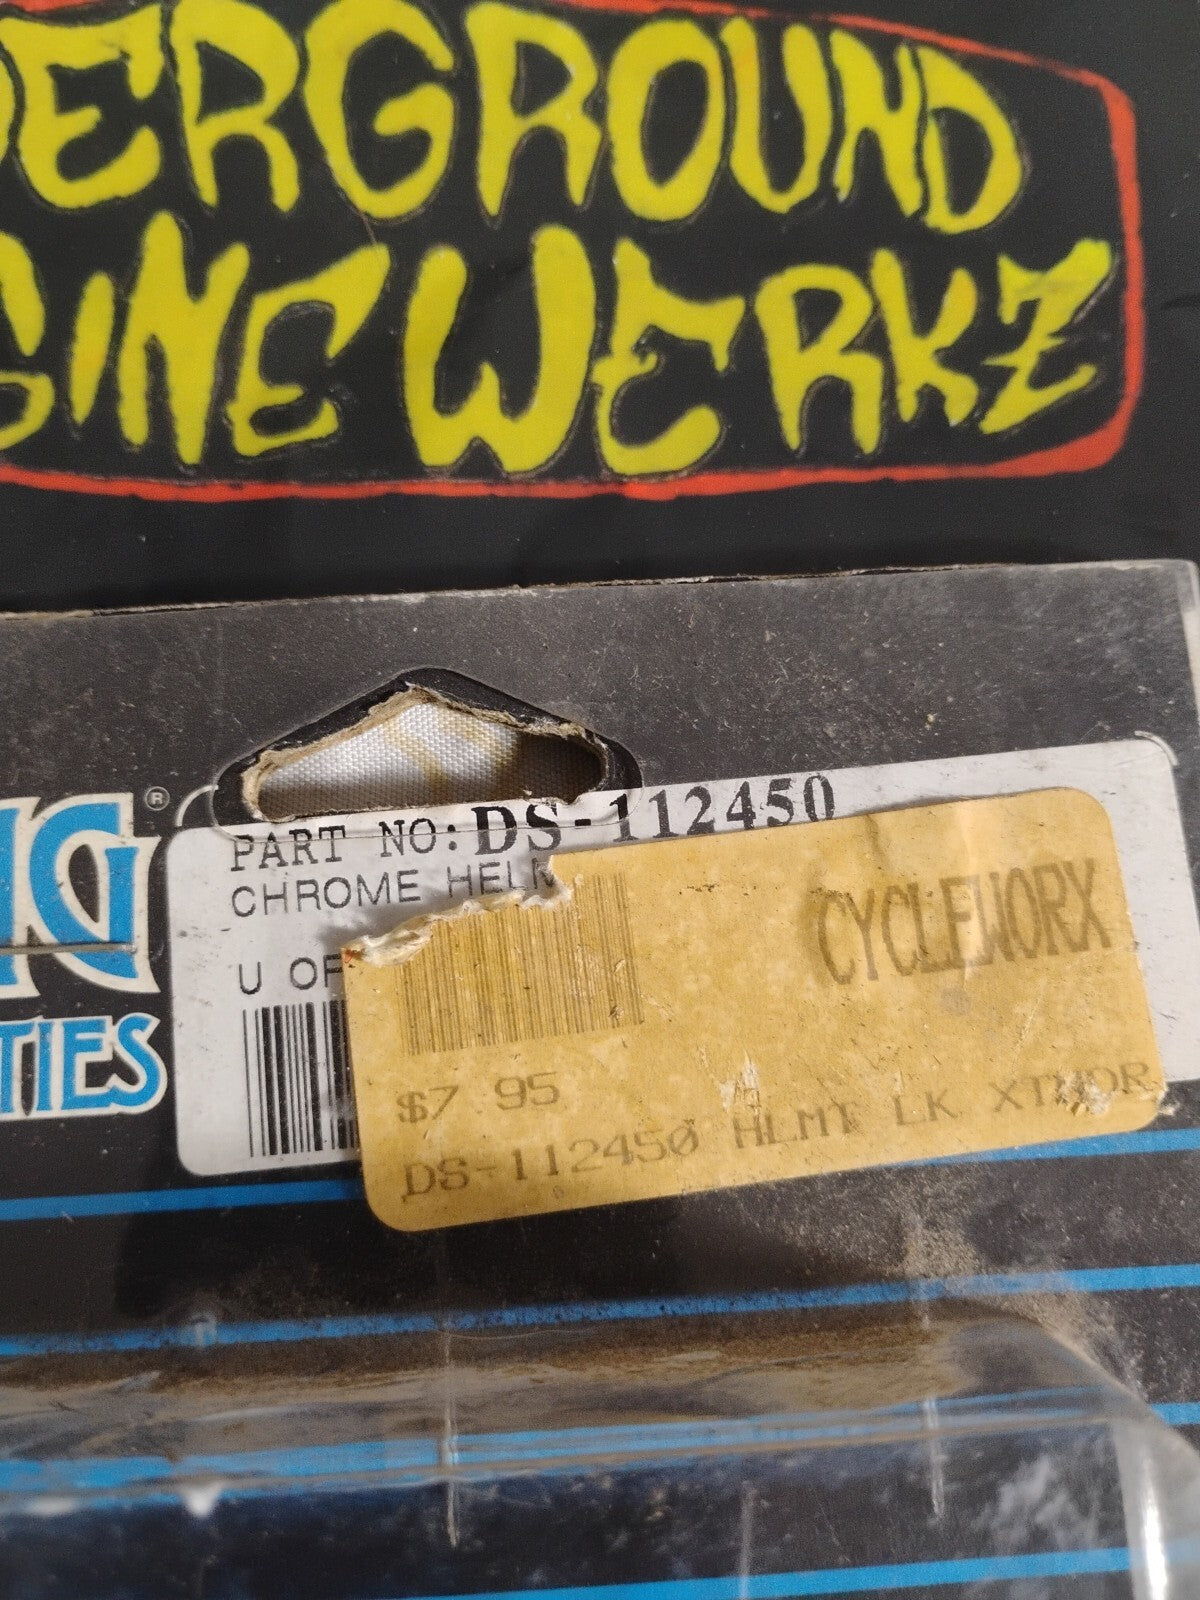 ERGROUND
GINE WERKZ
G®
TIES
PART NO: DS-112450
CHROME HELM
U OF
CYCLEWORX
$7.95
DS-112450 HLMT LK XTNDR